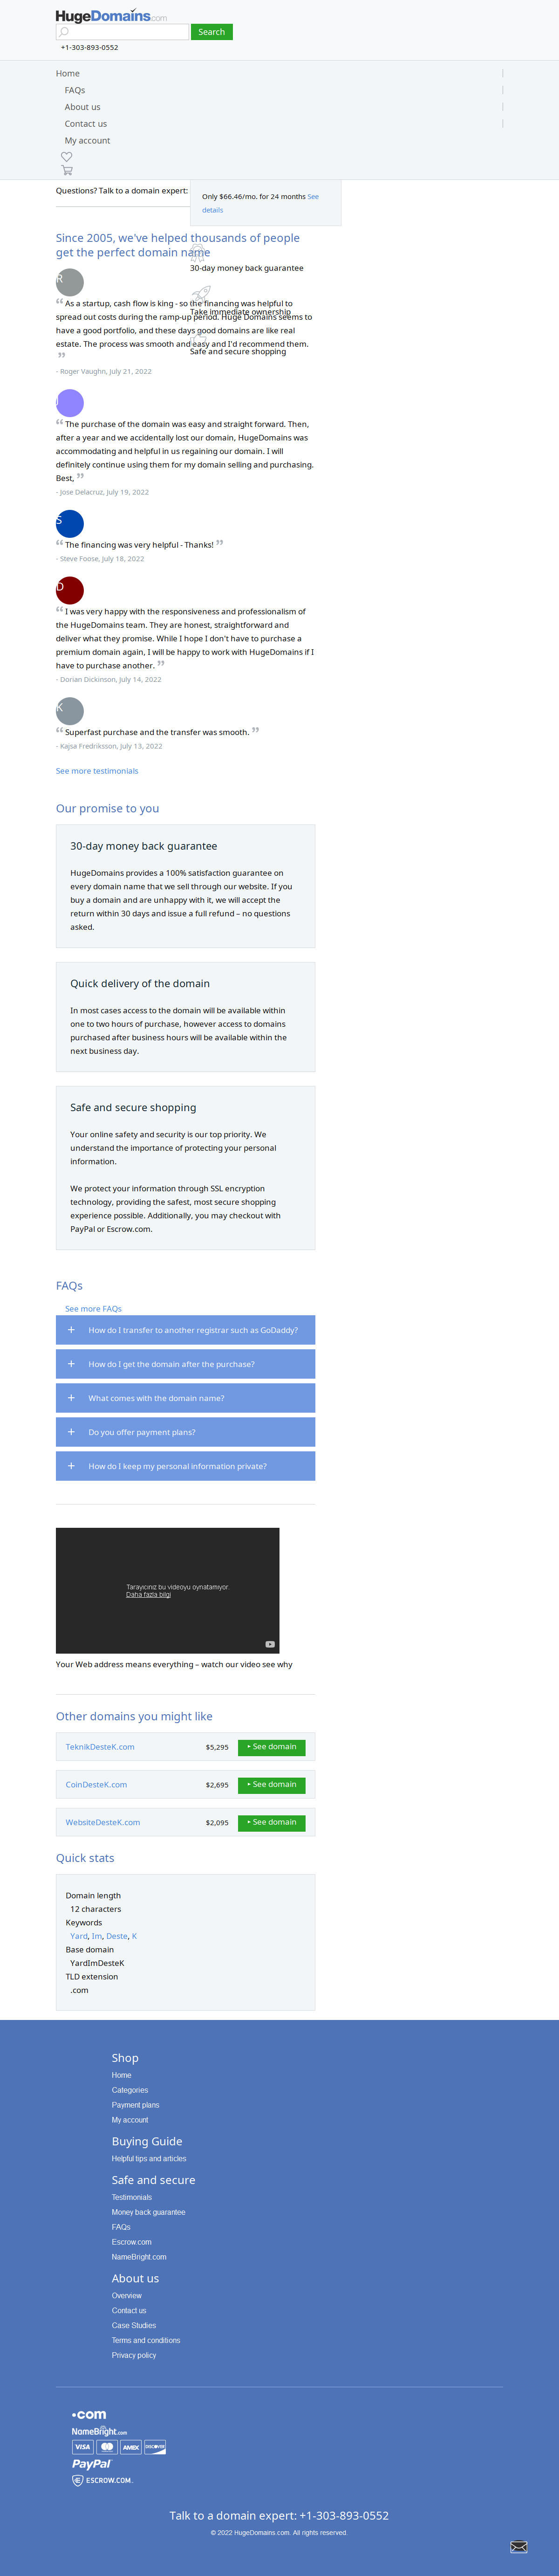 HugeDomains.com
Search
+1-303-893-0552
Home
FAQs
About us
Contact us
My account
Questions? Talk to a domain expert:
Only $66.46/mo. for 24 months See
details
Since 2005, we've helped thousands of people
get the perfect domain name
30-day money back guarantee
R
“ As a startup, cash flow is king - so the financing was helpful to
Take immediate ownership
spread out costs during the ramp-up period. Huge Domains seems to
have a good portfolio, and these days good domains are like real
estate. The process was smooth and easy and I'd recommend them.
Safe and secure shopping
”
- Roger Vaughn, July 21, 2022
J
“ The purchase of the domain was easy and straight forward. Then,
after a year and we accidentally lost our domain, HugeDomains was
accommodating and helpful in us regaining our domain. I will
definitely continue using them for my domain selling and purchasing.
Best, ”
- Jose Delacruz, July 19, 2022
S
“ The financing was very helpful - Thanks! ”
- Steve Foose, July 18, 2022
D
“ I was very happy with the responsiveness and professionalism of
the HugeDomains team. They are honest, straightforward and
deliver what they promise. While I hope I don't have to purchase a
premium domain again, I will be happy to work with HugeDomains if I
have to purchase another. ”
- Dorian Dickinson, July 14, 2022
K
“ Superfast purchase and the transfer was smooth. ”
- Kajsa Fredriksson, July 13, 2022
See more testimonials
Our promise to you
30-day money back guarantee
HugeDomains provides a 100% satisfaction guarantee on
every domain name that we sell through our website. If you
buy a domain and are unhappy with it, we will accept the
return within 30 days and issue a full refund – no questions
asked.
Quick delivery of the domain
In most cases access to the domain will be available within
one to two hours of purchase, however access to domains
purchased after business hours will be available within the
next business day.
Safe and secure shopping
Your online safety and security is our top priority. We
understand the importance of protecting your personal
information.
We protect your information through SSL encryption
technology, providing the safest, most secure shopping
experience possible. Additionally, you may checkout with
PayPal or Escrow.com.
FAQs
See more FAQs
+ How do I transfer to another registrar such as GoDaddy?
+ How do I get the domain after the purchase?
+ What comes with the domain name?
+ Do you offer payment plans?
+ How do I keep my personal information private?
Tarayıcınız bu videoyu oynatamıyor.
Daha fazla bilgi
Your Web address means everything – watch our video see why
Other domains you might like
TeknikDesteK.com $5,295 See domain
CoinDesteK.com $2,695 See domain
WebsiteDesteK.com $2,095 See domain
Quick stats
Domain length
12 characters
Keywords
Yard, Im, Deste, K
Base domain
YardImDesteK
TLD extension
.com
Shop
Home
Categories
Payment plans
My account
Buying Guide
Helpful tips and articles
Safe and secure
Testimonials
Money back guarantee
FAQs
Escrow.com
NameBright.com
About us
Overview
Contact us
Case Studies
Terms and conditions
Privacy policy
.com
NameBright.com
VISA MasterCard AMEX DISCOVER
PayPal
ESCROW.COM
Talk to a domain expert: +1-303-893-0552
© 2022 HugeDomains.com. All rights reserved.